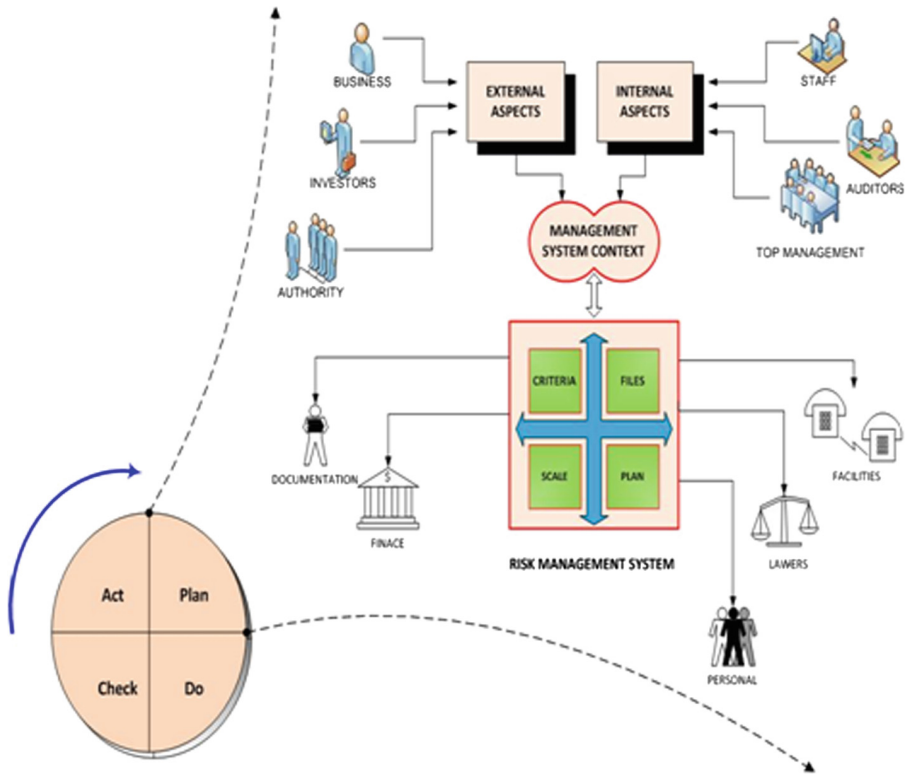 BUSINESS
EXTERNAL
ASPECTS
INTERNAL
ASPECTS
STAFF
INVESTORS
AUDITORS
MANAGEMENT
SYSTEM CONTEXT
TOP MANAGEMENT
AUTHORITY
CRITERIA
FILES
SCALE
PLAN
DOCUMENTATION
$
FINACE
FACILITIES
RISK MANAGEMENT SYSTEM
LAWERS
PERSONAL
Act
Plan
Check
Do